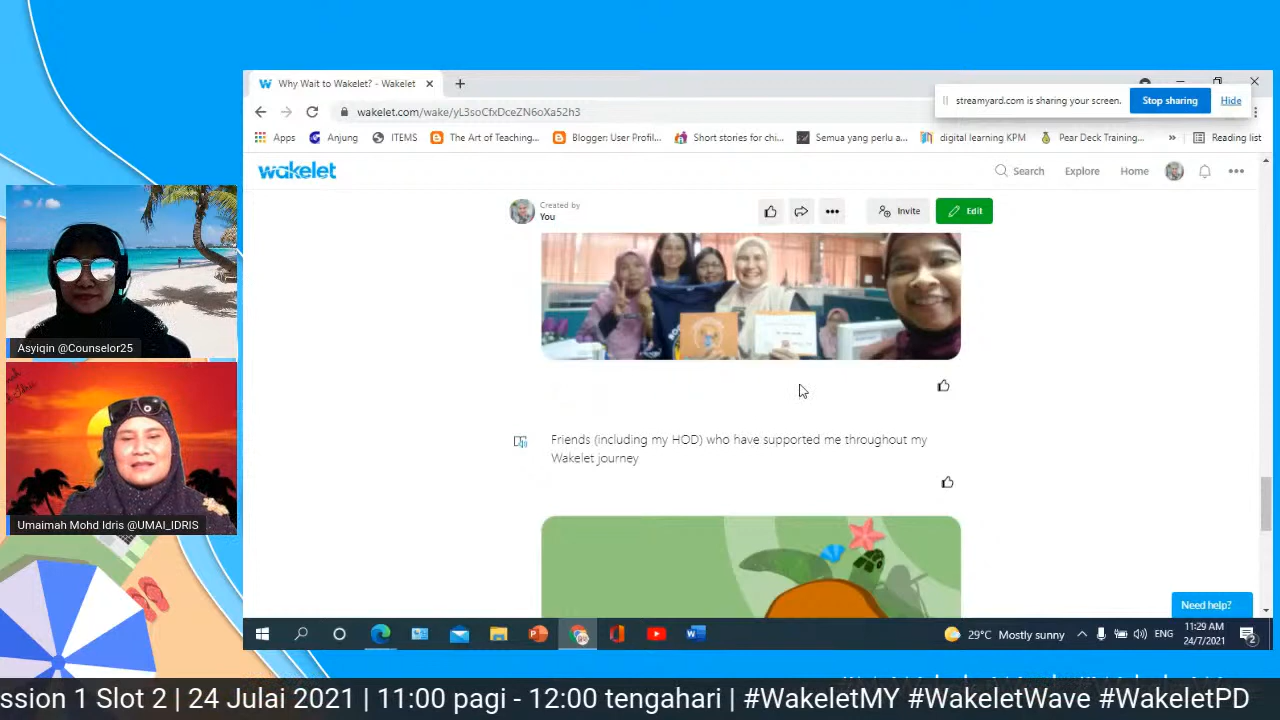 Why Wait to Wakelet? - Wakelet
streamyard.com is sharing your screen.
Stop sharing
Hide
wakelet.com/wake/yL3soCfxDceZN6oXa52h3
Apps
Anjung
ITEMS
The Art of Teaching...
Blogger: User Profil...
Short stories for chi...
Semua yang perlu a...
digital learning KPM
Pear Deck Training...
»
Reading list
wakelet
Search
Explore
Home
Created by
You
Invite
Edit
Asyiqin @Counselor25
Umaimah Mohd Idris @UMAI_IDRIS
Friends (including my HOD) who have supported me throughout my
Wakelet journey
Need help?
29°C Mostly sunny
ENG
11:29 AM
24/7/2021
2
ssion 1 Slot 2 | 24 Julai 2021 | 11:00 pagi - 12:00 tengahari | #WakeletMY #WakeletWave #WakeletPD